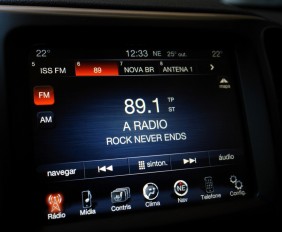 22° 12:33 NE 25° out 22°
5 ISS FM 6 89 7 NOVA BR 8 ANTENA 1
FM
AM
89.1 TP ST
A RADIO
ROCK NEVER ENDS
mapa
navegar sinton. áudio
Rádio Mídia Contrls Clima NE Nav Telefone Config.